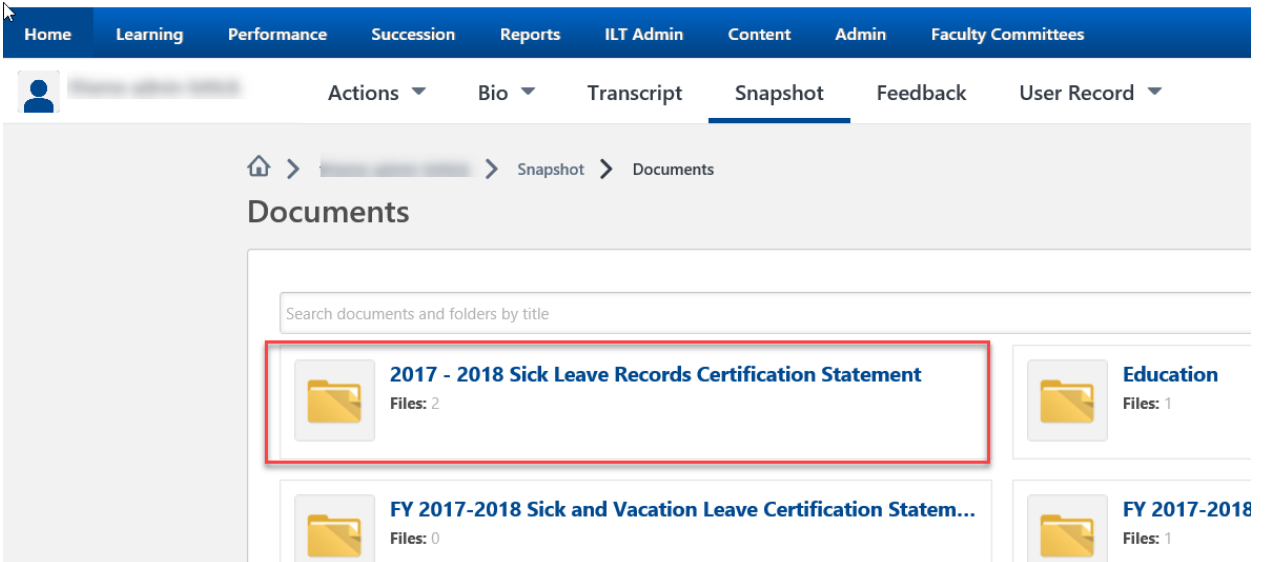 Home Learning Performance Succession Reports ILT Admin Content Admin Faculty Committees
Actions Bio Transcript Snapshot Feedback User Record
Snapshot Documents
Documents
Search documents and folders by title
2017 - 2018 Sick Leave Records Certification Statement
Files: 2
Education
Files: 1
FY 2017-2018 Sick and Vacation Leave Certification Statem...
Files: 0
FY 2017-2018
Files: 1